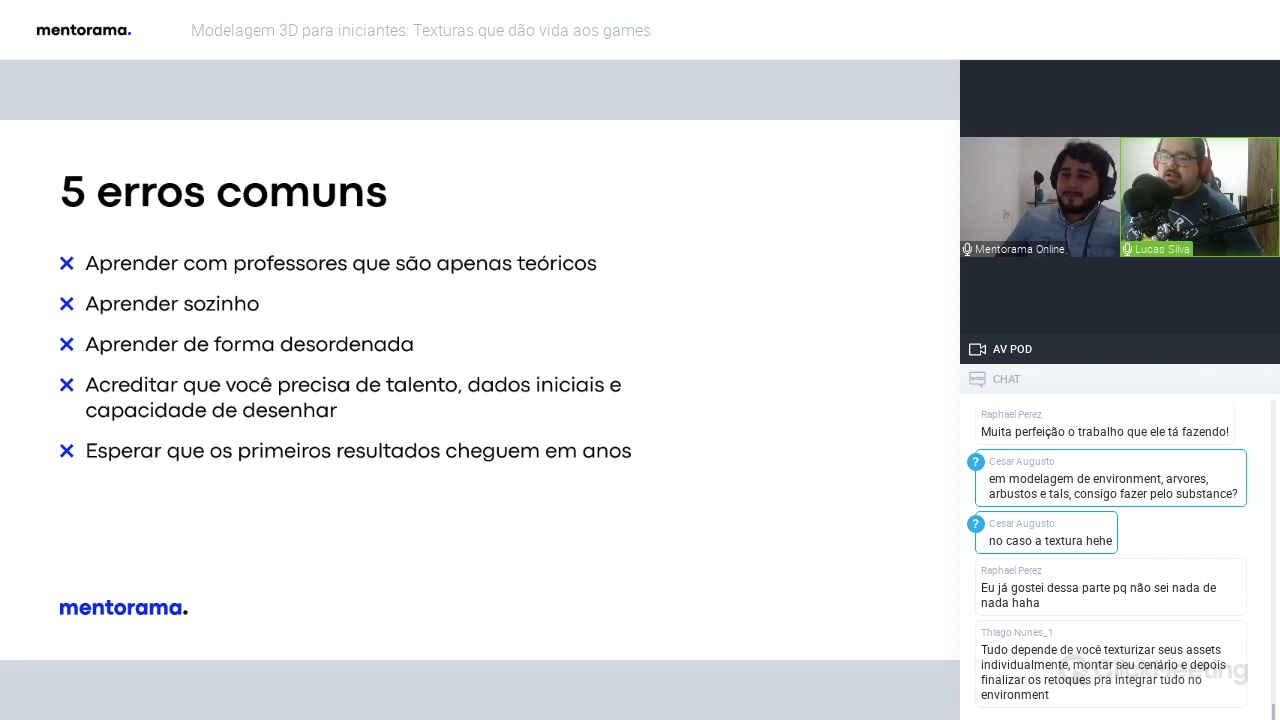 mentorama.
Modelagem 3D para iniciantes: Texturas que dão vida aos games
5 erros comuns
Aprender com professores que são apenas teóricos
Aprender sozinho
Aprender de forma desordenada
Acreditar que você precisa de talento, dados iniciais e
capacidade de desenhar
Esperar que os primeiros resultados cheguem em anos
mentorama.
Mentorama Online
Lucas Silva
AV POD
CHAT
Raphael Perez
Muita perfeição o trabalho que ele tá fazendo!
?
Cesar Augusto
em modelagem de environment, arvores,
arbustos e tals, consigo fazer pelo substance?
?
Cesar Augusto
no caso a textura hehe
Raphael Perez
Eu já gostei dessa parte pq não sei nada de
nada haha
Thiago Nunes_1
Tudo depende de você texturizar seus assets
individualmente, montar seu cenário e depois
finalizar os retoques pra integrar tudo no
environment
ClickMeeting